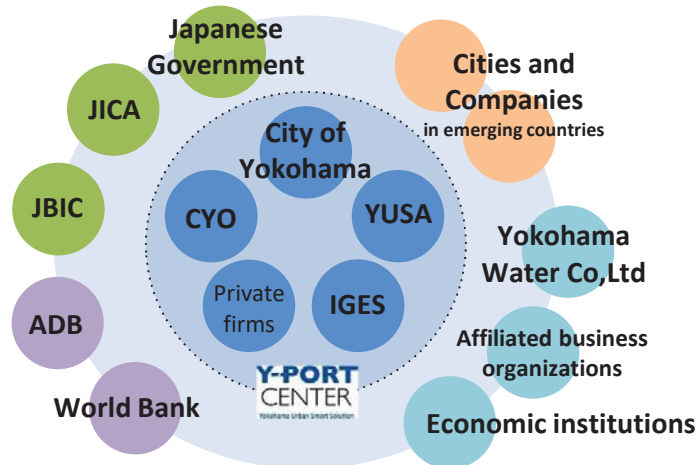 Japanese
Government
JICA
JBIC
ADB
World Bank
Cities and
Companies
in emerging countries
City of
Yokohama
CYO
YUSA
Private
firms
IGES
Yokohama
Water Co,Ltd
Affiliated business
organizations
Economic institutions
Y-PORT
CENTER
Yokohama Urban Smart Solution